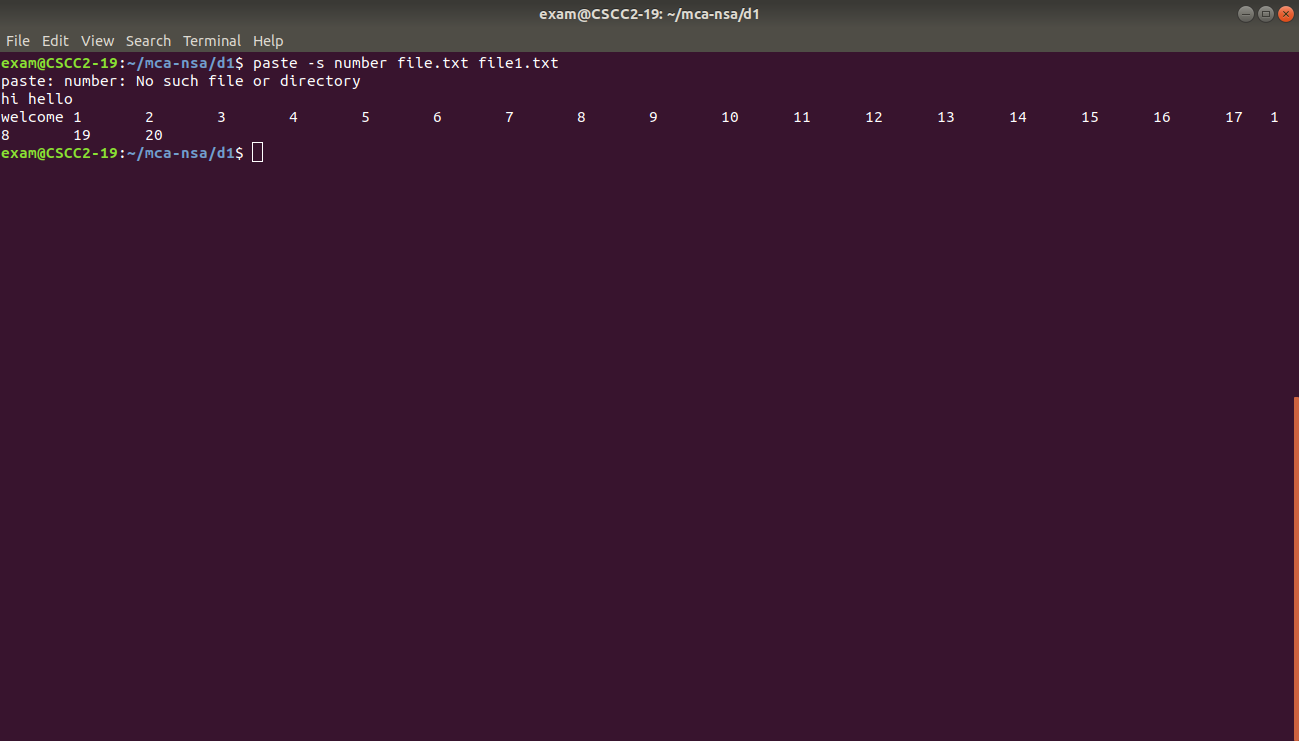 exam@CSCC2-19: ~/mca-nsa/d1
File Edit View Search Terminal Help
exam@CSCC2-19:~/mca-nsa/d1$ paste -s number file.txt file1.txt
paste: number: No such file or directory
hi hello
welcome 1 2 3 4 5 6 7 8 9 10 11 12 13 14 15 16 17 1
8 19 20
exam@CSCC2-19:~/mca-nsa/d1$